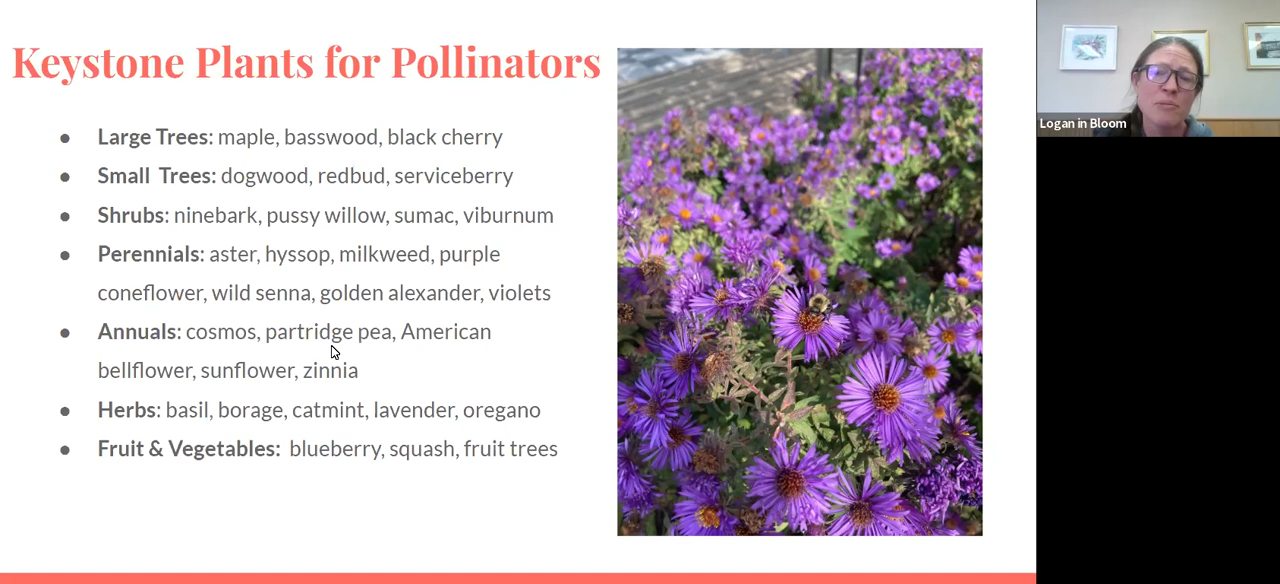 Keystone Plants for Pollinators
● Large Trees: maple, basswood, black cherry
● Small Trees: dogwood, redbud, serviceberry
● Shrubs: ninebark, pussy willow, sumac, viburnum
● Perennials: aster, hyssop, milkweed, purple
coneflower, wild senna, golden alexander, violets
● Annuals: cosmos, partridge pea, American
bellflower, sunflower, zinnia
● Herbs: basil, borage, catmint, lavender, oregano
● Fruit & Vegetables: blueberry, squash, fruit trees
Logan in Bloom